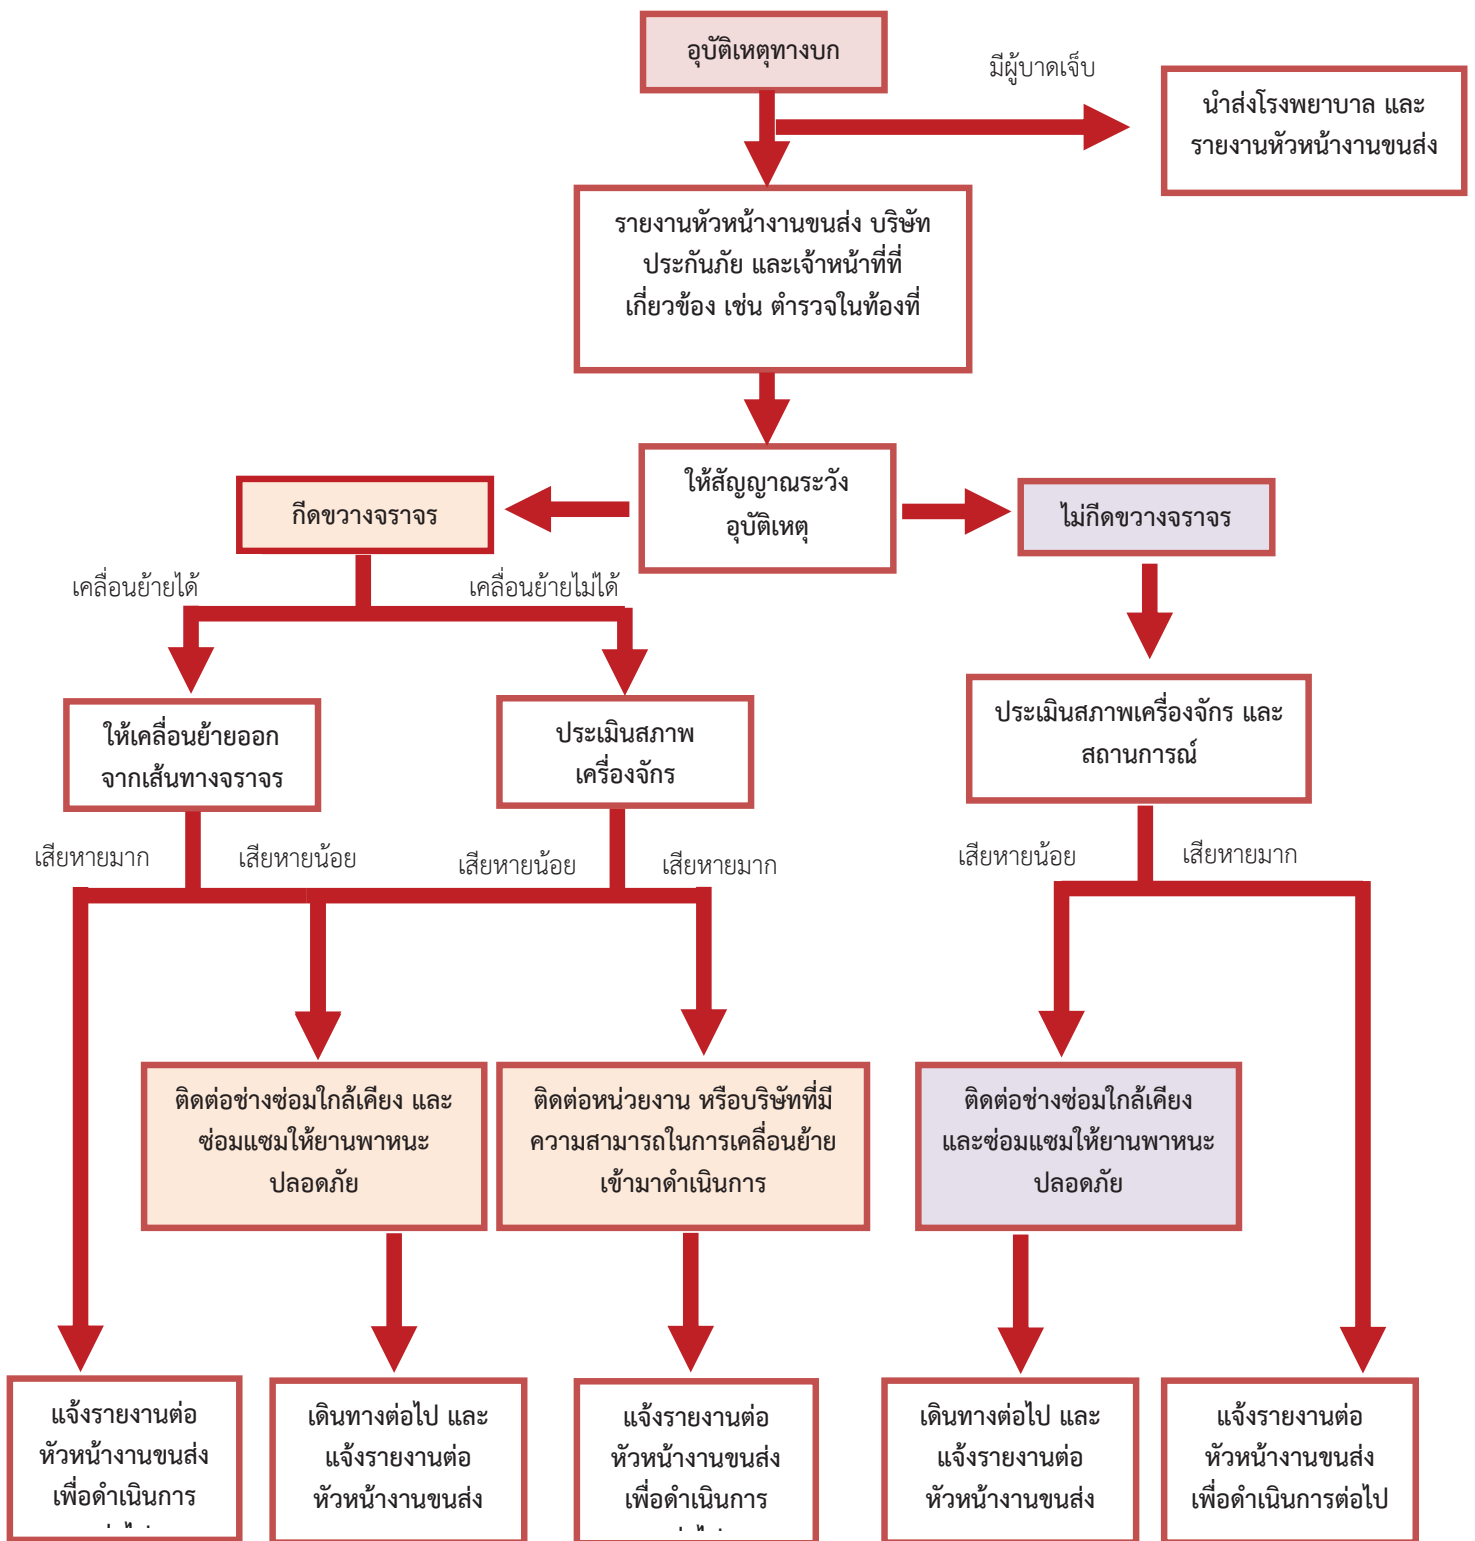 อุบัติเหตุทางบก
มีผู้บาดเจ็บ
นำส่งโรงพยาบาล และ
รายงานหัวหน้างานขนส่ง
รายงานหัวหน้างานขนส่ง บริษัท
ประกันภัย และเจ้าหน้าที่ที่
เกี่ยวข้อง เช่น ตำรวจในท้องที่
ให้สัญญาณระวัง
อุบัติเหตุ
กีดขวางจราจร
ไม่กีดขวางจราจร
เคลื่อนย้ายได้
เคลื่อนย้ายไม่ได้
ให้เคลื่อนย้ายออก
จากเส้นทางจราจร
ประเมินสภาพ
เครื่องจักร
ประเมินสภาพเครื่องจักร และ
สถานการณ์
เสียหายมาก
เสียหายน้อย
เสียหายน้อย
เสียหายมาก
เสียหายน้อย
เสียหายมาก
ติดต่อช่างซ่อมใกล้เคียง และ
ซ่อมแซมให้ยานพาหนะ
ปลอดภัย
ติดต่อหน่วยงาน หรือบริษัทที่มี
ความสามารถในการเคลื่อนย้าย
เข้ามาดำเนินการ
ติดต่อช่างซ่อมใกล้เคียง
และซ่อมแซมให้ยานพาหนะ
ปลอดภัย
แจ้งรายงานต่อ
หัวหน้างานขนส่ง
เพื่อดำเนินการ
เดินทางต่อไป และ
แจ้งรายงานต่อ
หัวหน้างานขนส่ง
แจ้งรายงานต่อ
หัวหน้างานขนส่ง
เพื่อดำเนินการ
เดินทางต่อไป และ
แจ้งรายงานต่อ
หัวหน้างานขนส่ง
แจ้งรายงานต่อ
หัวหน้างานขนส่ง
เพื่อดำเนินการต่อไป